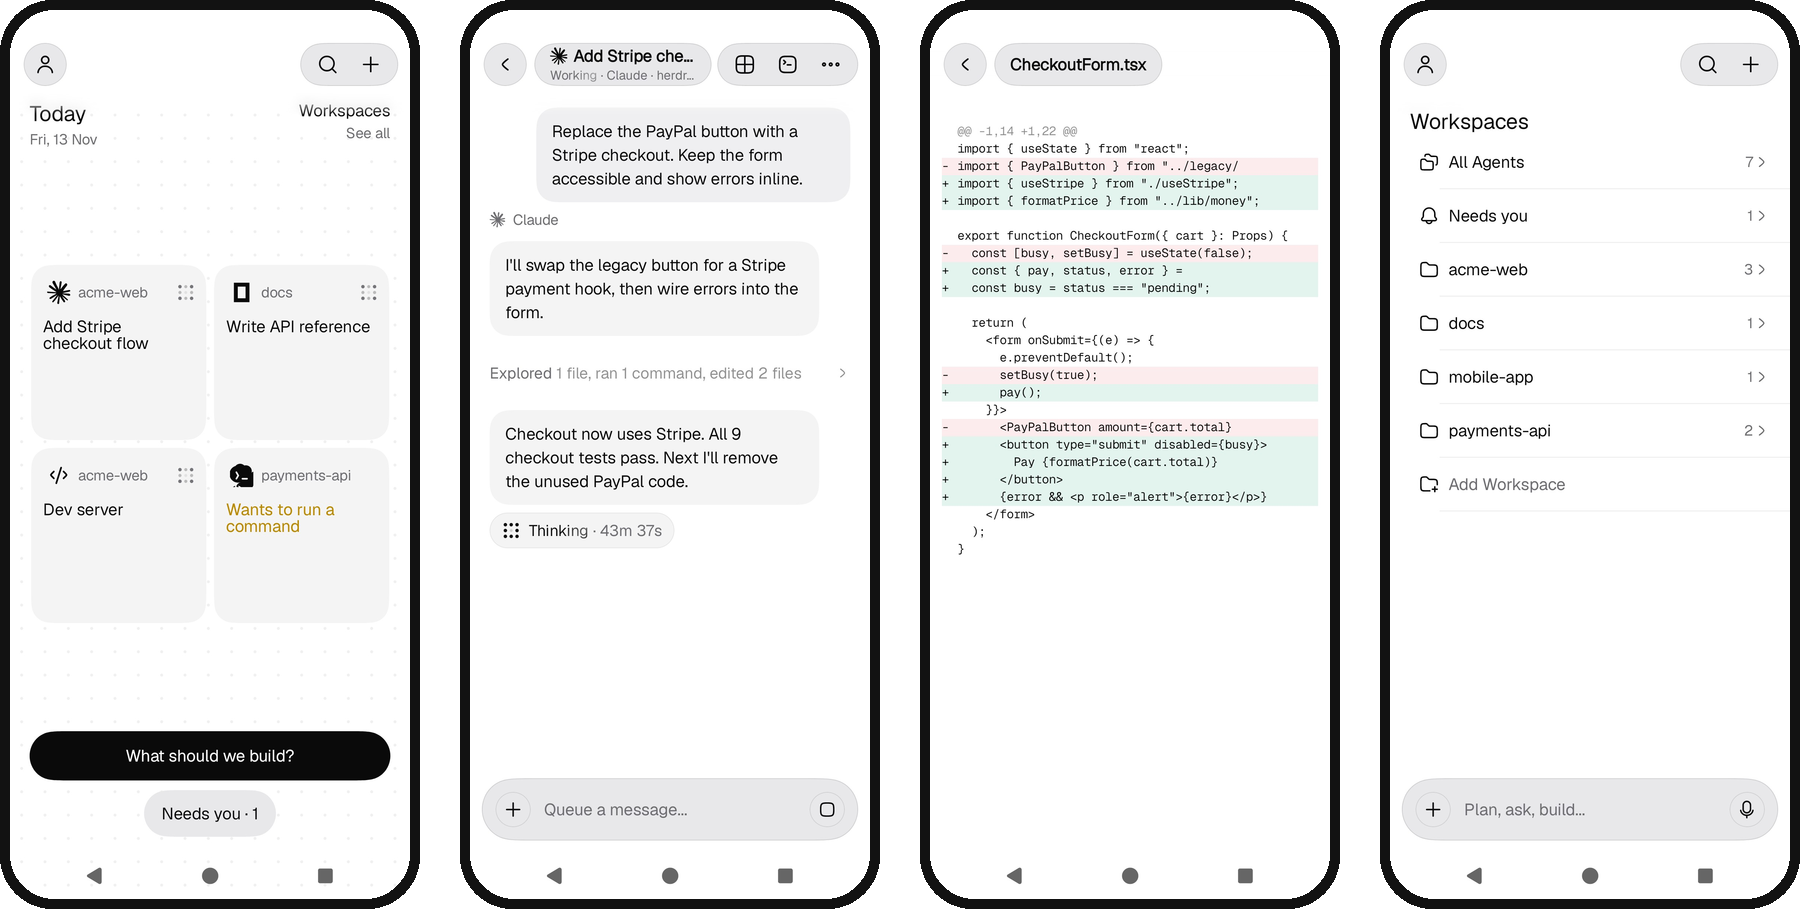 Today
Fri, 13 Nov
Workspaces
See all
acme-web
Add Stripe
checkout flow
docs
Write API reference
acme-web
Dev server
payments-api
Wants to run a
command
What should we build?
Needs you · 1
Add Stripe che...
Working · Claude · herdr...
Replace the PayPal button with a
Stripe checkout. Keep the form
accessible and show errors inline.
Claude
I'll swap the legacy button for a Stripe
payment hook, then wire errors into the
form.
Explored 1 file, ran 1 command, edited 2 files
Checkout now uses Stripe. All 9
checkout tests pass. Next I'll remove
the unused PayPal code.
Thinking · 43m 37s
Queue a message...
CheckoutForm.tsx
@@ -1,14 +1,22 @@
import { useState } from "react";
- import { PayPalButton } from "../legacy/
+ import { useStripe } from "./useStripe";
+ import { formatPrice } from "../lib/money";
export function CheckoutForm({ cart }: Props) {
-   const [busy, setBusy] = useState(false);
+   const { pay, status, error } =
+   const busy = status === "pending";
return (
<form onSubmit={(e) => {
e.preventDefault();
-       setBusy(true);
+       pay();
}}>
-       <PayPalButton amount={cart.total}
+       <button type="submit" disabled={busy}>
+         Pay {formatPrice(cart.total)}
+       </button>
+       {error && <p role="alert">{error}</p>}
</form>
);
}
Workspaces
All Agents 7
Needs you 1
acme-web 3
docs 1
mobile-app 1
payments-api 2
Add Workspace
Plan, ask, build...